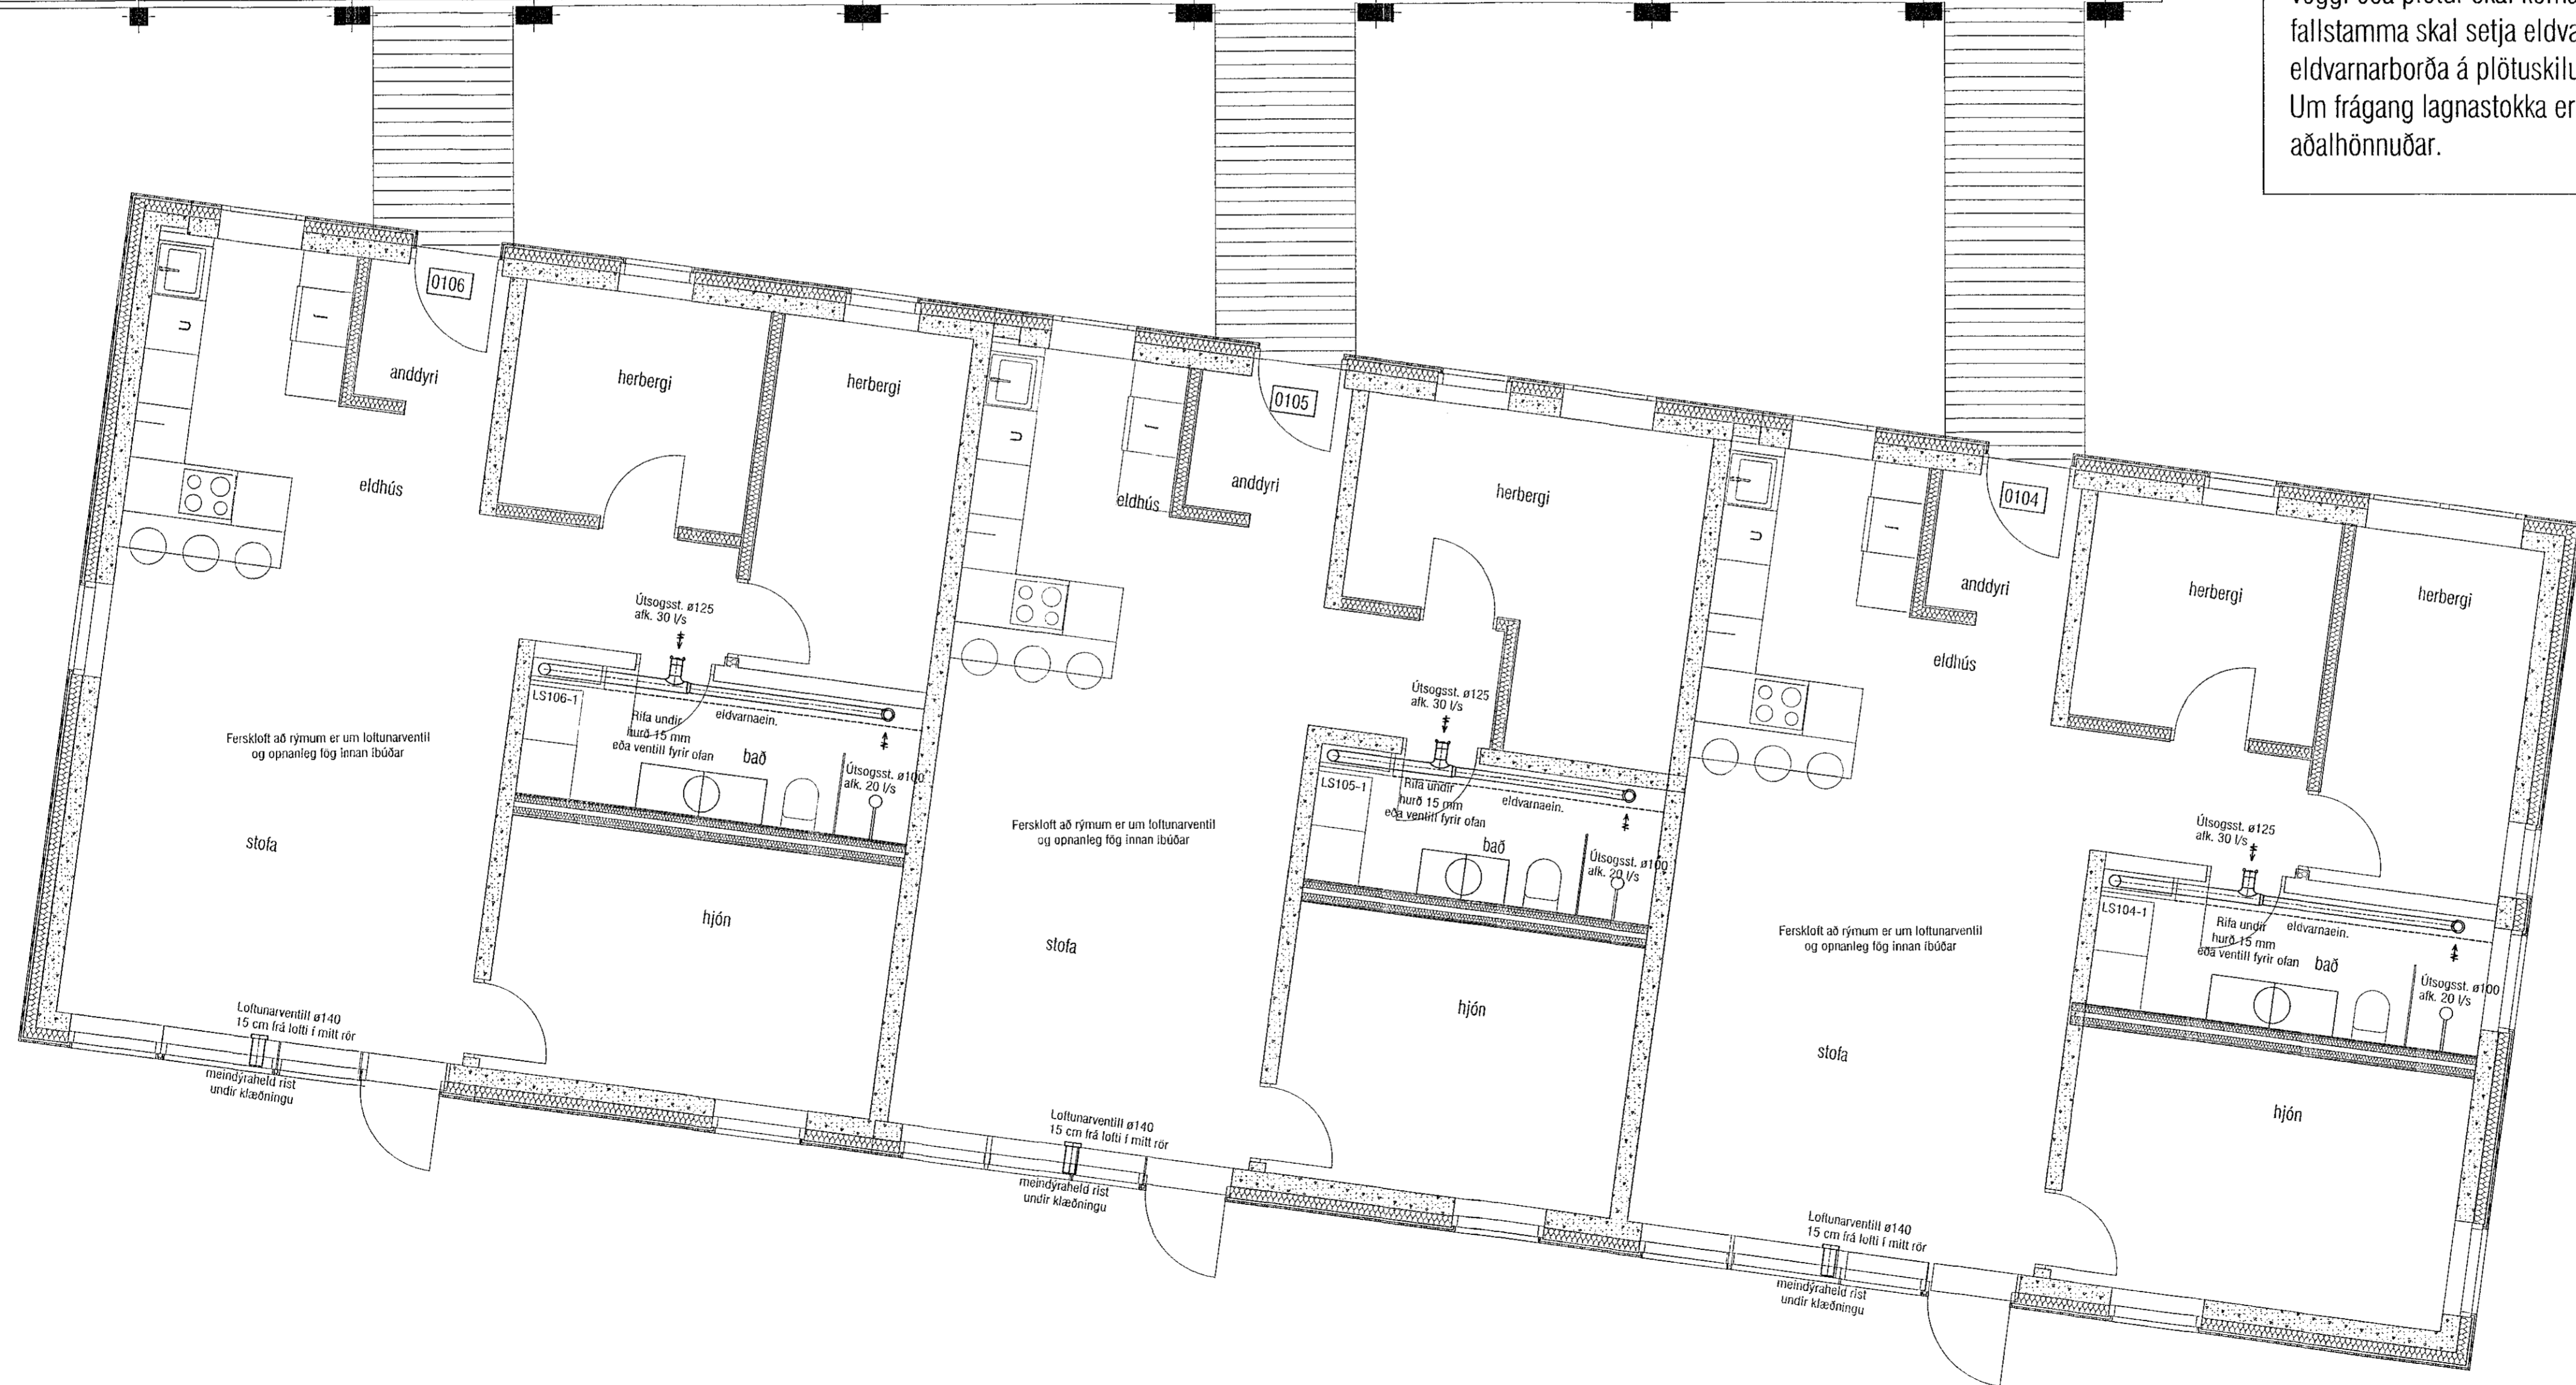 fallstamma skal setja
eldvarnarborða á
Um frágang lagnastokka er
aðalhönnuðar.
0106
anddyri
herbergi
herbergi
eldhús
U
I
Útsogsst. ø125
afk. 30 l/s
LS106-1
Rifa undir
hurð 15 mm
eða ventill fyrir ofan
eldvarnaein.
bað
Útsogsst. ø100
afk. 20 l/s
Ferskloft að rýmum er um loftunarventil
og opnanleg fög innan íbúðar
stofa
hjón
Loftunarventill ø140
15 cm frá lofti í mitt rör
meindýraheld rist
undir klæðningu
0105
anddyri
herbergi
eldhús
U
I
Útsogsst. ø125
afk. 30 l/s
LS105-1
Rifa undir
hurð 15 mm
eða ventill fyrir ofan
eldvarnaein.
bað
Útsogsst. ø100
afk. 20 l/s
Ferskloft að rýmum er um loftunarventil
og opnanleg fög innan íbúðar
stofa
hjón
Loftunarventill ø140
15 cm frá lofti í mitt rör
meindýraheld rist
undir klæðningu
0104
anddyri
herbergi
herbergi
eldhús
U
I
Útsogsst. ø125
afk. 30 l/s
LS104-1
Rifa undir
hurð 15 mm
eða ventill fyrir ofan
eldvarnaein.
bað
Útsogsst. ø100
afk. 20 l/s
Ferskloft að rýmum er um loftunarventil
og opnanleg fög innan íbúðar
stofa
hjón
Loftunarventill ø140
15 cm frá lofti í mitt rör
meindýraheld rist
undir klæðningu